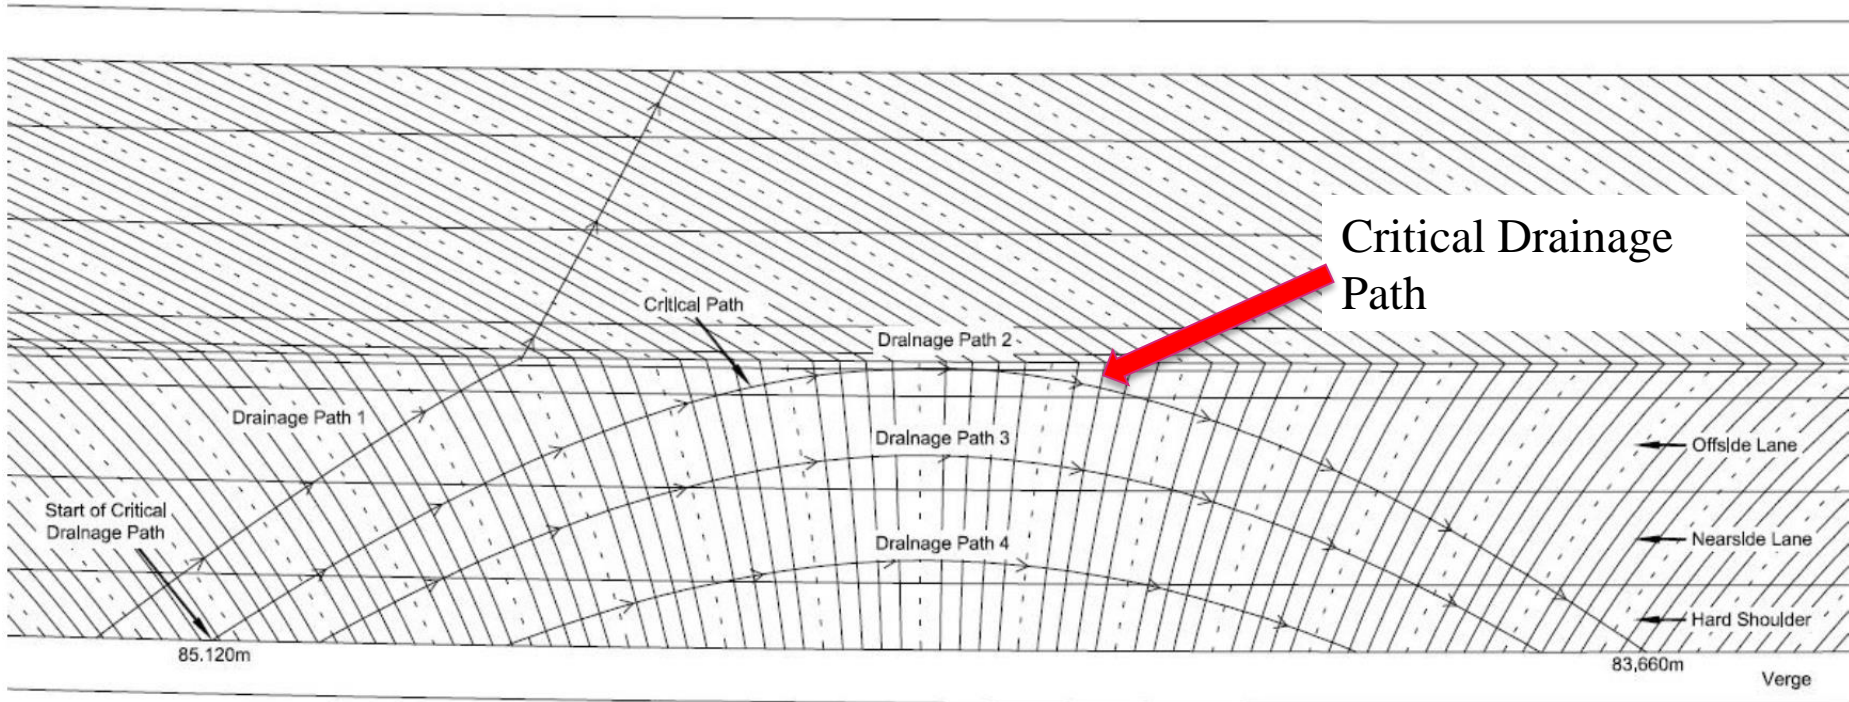 Critical Drainage
Path
Critical Path
Drainage Path 2
Drainage Path 1
Drainage Path 3
Offside Lane
Start of Critical
Drainage Path
Drainage Path 4
Nearside Lane
Hard Shoulder
85.120m
83,660m
Verge